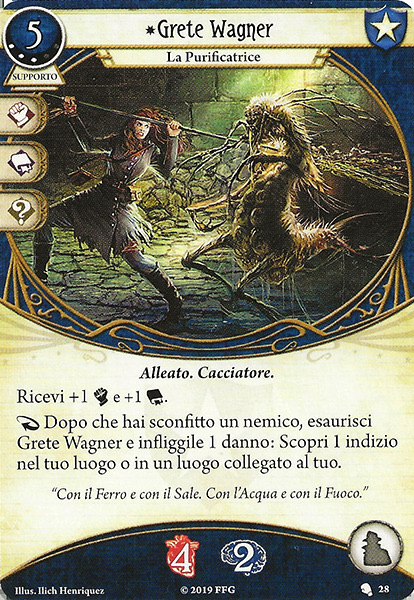 5
*Grete Wagner
SUPPORTO
La Purificatrice
Alleato. Cacciatore.
Ricevi +1 e +1 .
Dopo che hai sconfitto un nemico, esaurisci
Grete Wagner e infliggile 1 danno: Scopri 1 indizio
nel tuo luogo o in un luogo collegato al tuo.
“Con il Ferro e con il Sale. Con l'Acqua e con il Fuoco.”
4 2
Illus. Ilich Henriquez © 2019 FFG 28